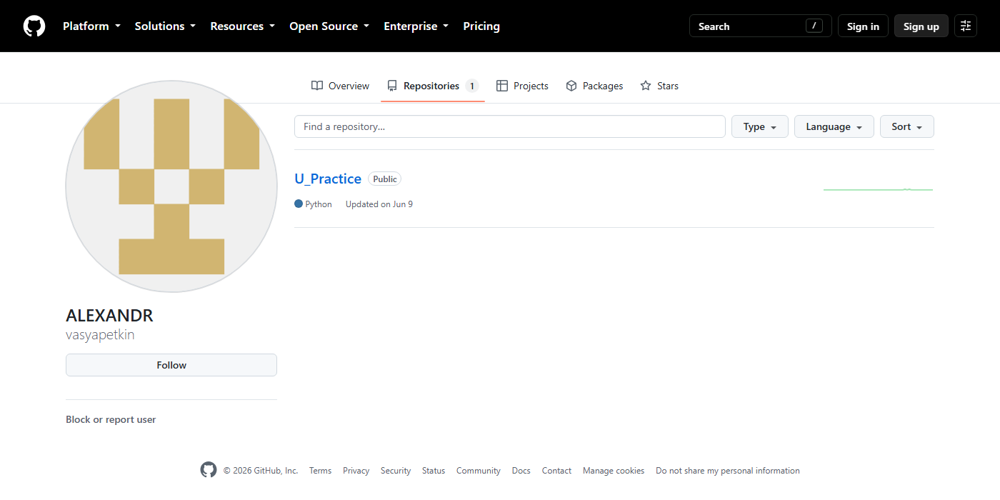 Platform Solutions Resources Open Source Enterprise Pricing Search / Sign in Sign up
Overview Repositories 1 Projects Packages Stars
Find a repository... Type Language Sort
U_Practice Public
Python Updated on Jun 9
ALEXANDR
vasyapetkin
Follow
Block or report user
© 2026 GitHub, Inc. Terms Privacy Security Status Community Docs Contact Manage cookies Do not share my personal information